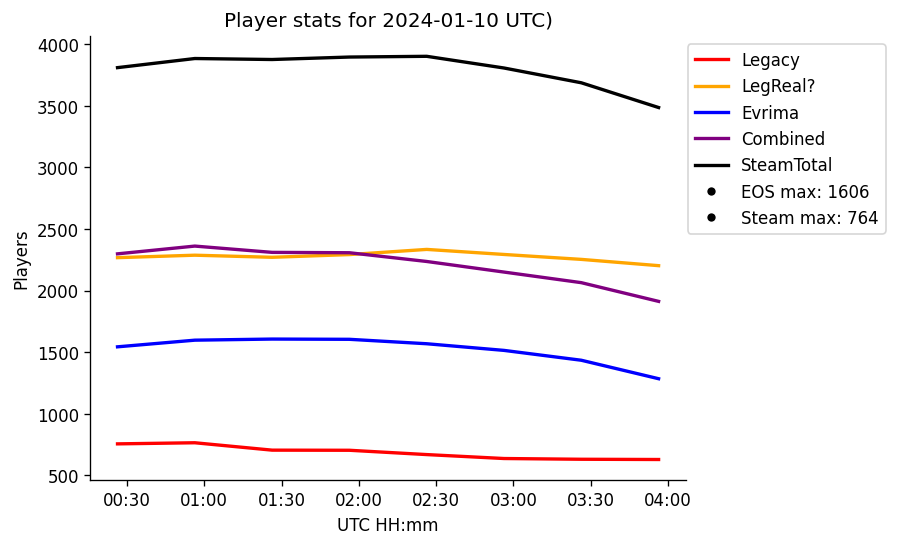 Player stats for 2024-01-10 UTC)
4000
3500
3000
2500
2000
1500
1000
500
Players
00:30 01:00 01:30 02:00 02:30 03:00 03:30 04:00
UTC HH:mm
Legacy
LegReal?
Evrima
Combined
SteamTotal
EOS max: 1606
Steam max: 764